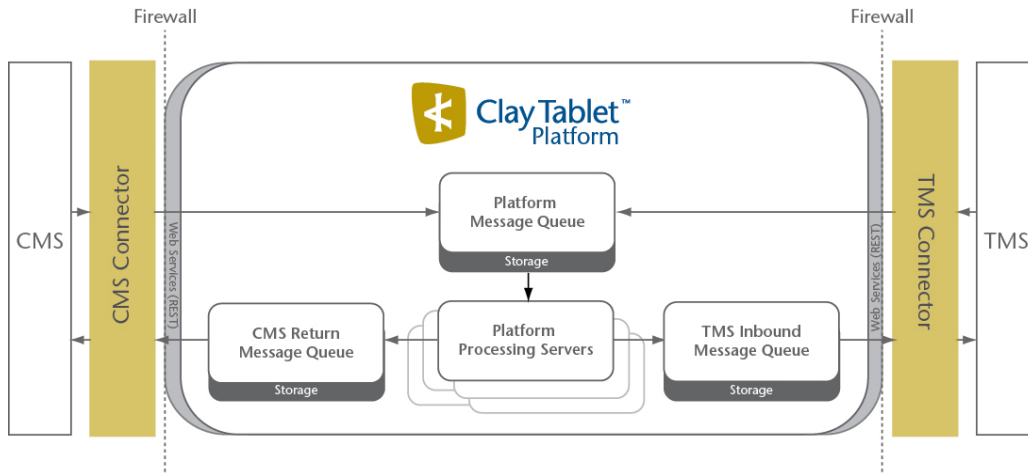 Firewall
Firewall
Clay Tablet™
Platform
CMS
CMS Connector
Web Services (REST)
Platform
Message Queue
Storage
Web Services (REST)
TMS Connector
TMS
CMS Return
Message Queue
Storage
Platform
Processing Servers
TMS Inbound
Message Queue
Storage